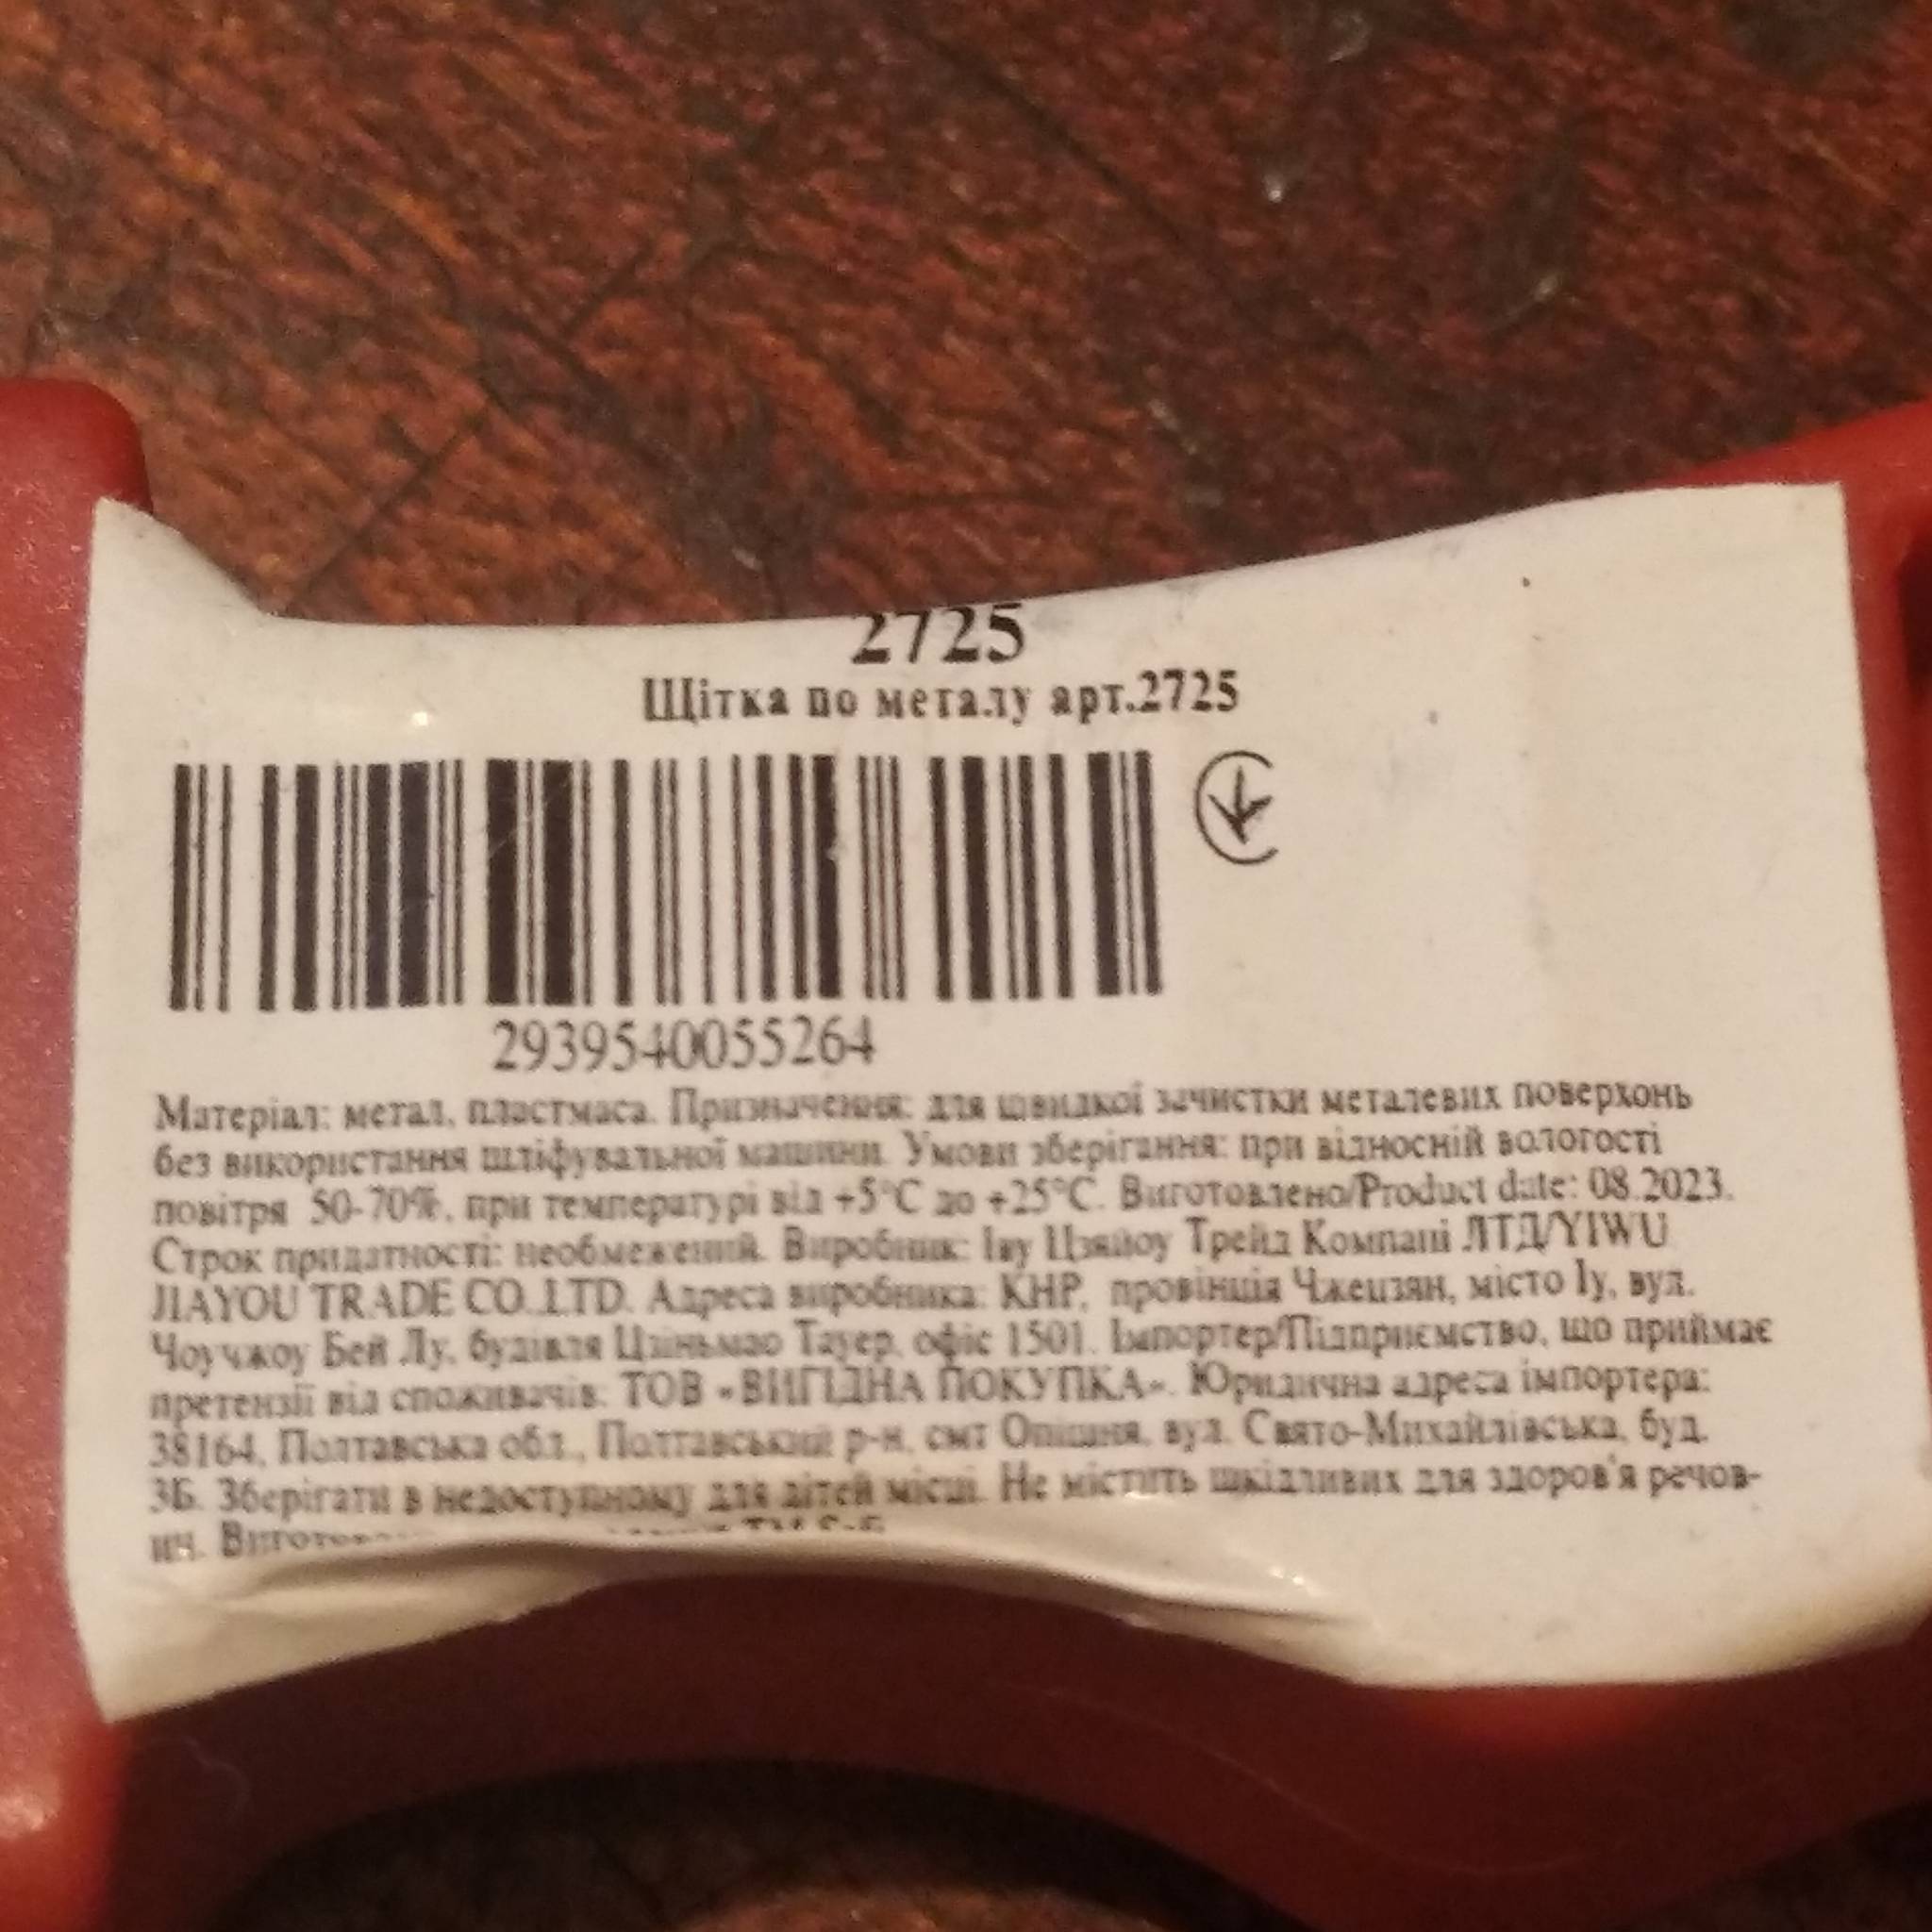 2725
Щітка по металу арт.2725
2939540055264
Матеріал: метал, пластмаса. Призначення: для швидкої зачистки металевих поверхонь
без використання шліфувальної машини. Умови зберігання: при відносній вологості
повітря 50-70%, при температурі від +5°С до +25°С. Виготовлено/Product date: 08.2023.
Строк придатності: необмежений. Виробник: Іву Цзяйоу Трейд Компані ЛТД/YIWU
JIAYOU TRADE CO.,LTD. Адреса виробника: КНР, провінція Чжецзян, місто Іу, вул.
Чоучжоу Бей Лу, будівля Цзіньмао Тауер, офіс 1501. Імпортер/Підприємство, що приймає
претензії від споживачів: ТОВ «ВИГІДНА ПОКУПКА». Юридична адреса імпортера:
38164, Полтавська обл., Полтавський р-н, смт Опішня, вул. Свято-Михайлівська, буд.
3Б. Зберігати в недоступному для дітей місці. Не містить шкідливих для здоров'я речов-
ин.